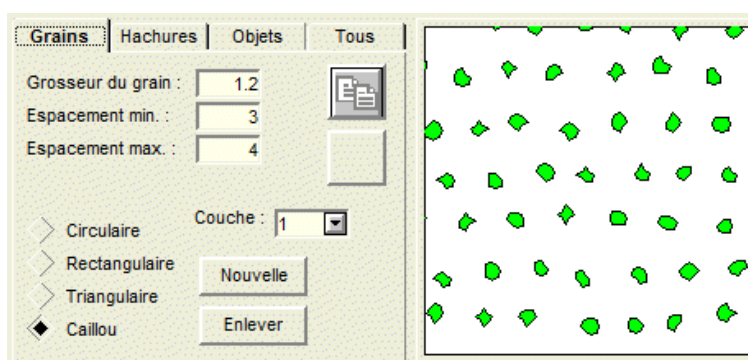 Grains Hachures Objets Tous
Grosseur du grain : 1.2
Espacement min. : 3
Espacement max. : 4
Couche : 1
Circulaire
Rectangulaire
Nouvelle
Triangulaire
Caillou
Enlever